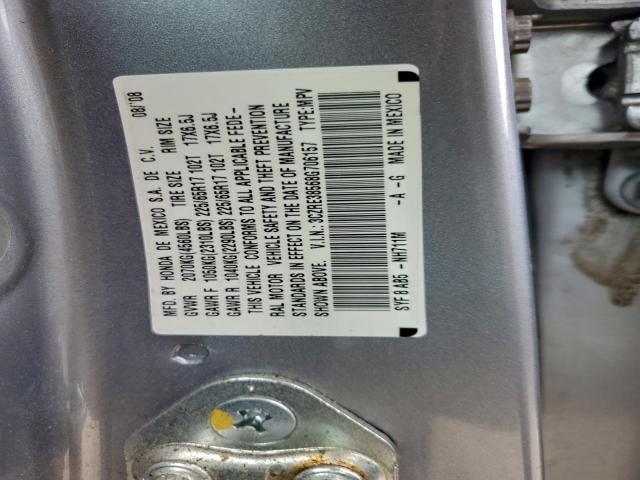 MFD. BY HONDA DE MEXICO S.A. DE C.V. 08/'08
GVWR 2070KG(4560LBS) TIRE SIZE RIM SIZE
GAWR F 1050KG(2310LBS) 225/65R17 102T 17X6.5J
GAWR R 1040KG(2290LBS) 225/65R17 102T 17X6.5J
THIS VEHICLE CONFORMS TO ALL APPLICABLE FEDE-
RAL MOTOR VEHICLE SAFETY AND THEFT PREVENTION
STANDARDS IN EFFECT ON THE DATE OF MANUFACTURE
SHOWN ABOVE. V.I.N.: 3CZRE38568G706157 TYPE:MPV
SYF 8 AB5 -NH711M -A -G MADE IN MEXICO